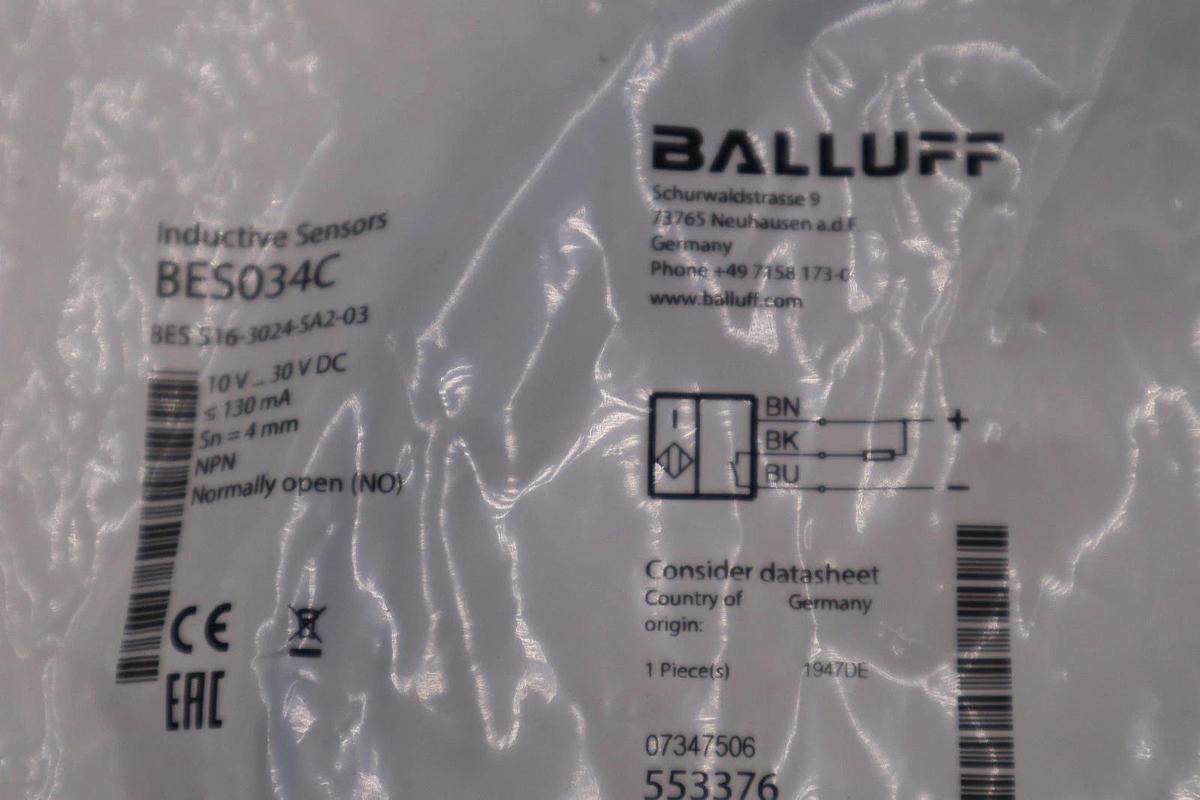 BALLUFF
Schurwaldstrasse 9
73765 Neuhausen a.d.F.
Germany
Phone +49 7158 173-0
www.balluff.com
Inductive Sensors
BES034C
BES S16-3024-SA2-03
10 V ... 30 V DC
≤ 130 mA
Sn = 4 mm
NPN
Normally open (NO)
CE
EAC
BN +
BK
BU −
Consider datasheet
Country of Germany
origin:
1 Piece(s) 1947DE
07347506
553376